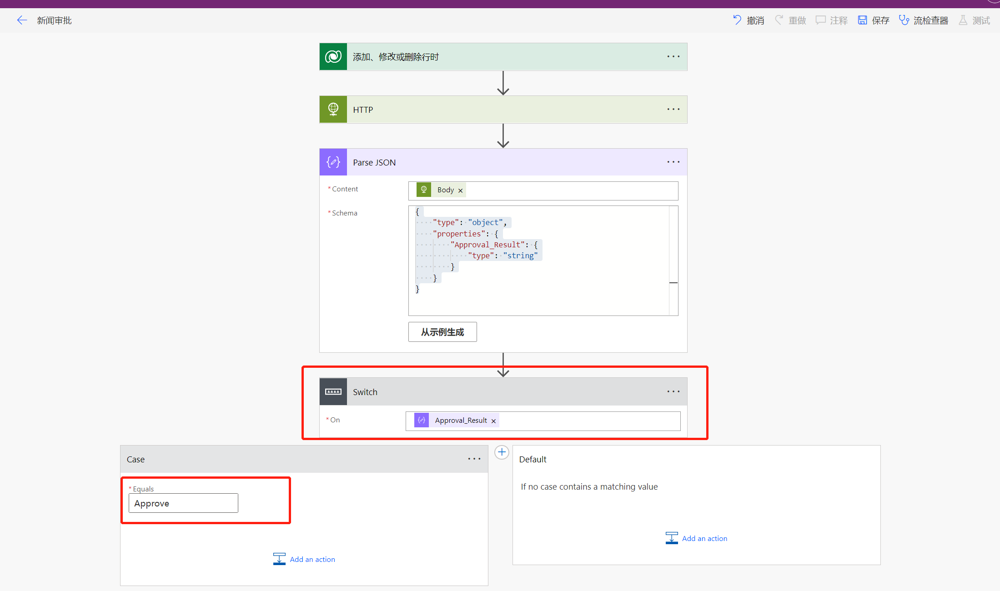 新闻审批
撤消 重做 注释 保存 流检查器 测试
添加、修改或删除行时
HTTP
Parse JSON
* Content
Body ×
* Schema
{
"type": "object",
"properties": {
"Approval_Result": {
"type": "string"
}
}
}
从示例生成
Switch
* On
Approval_Result ×
Case
* Equals
Approve
Add an action
Default
If no case contains a matching value
Add an action